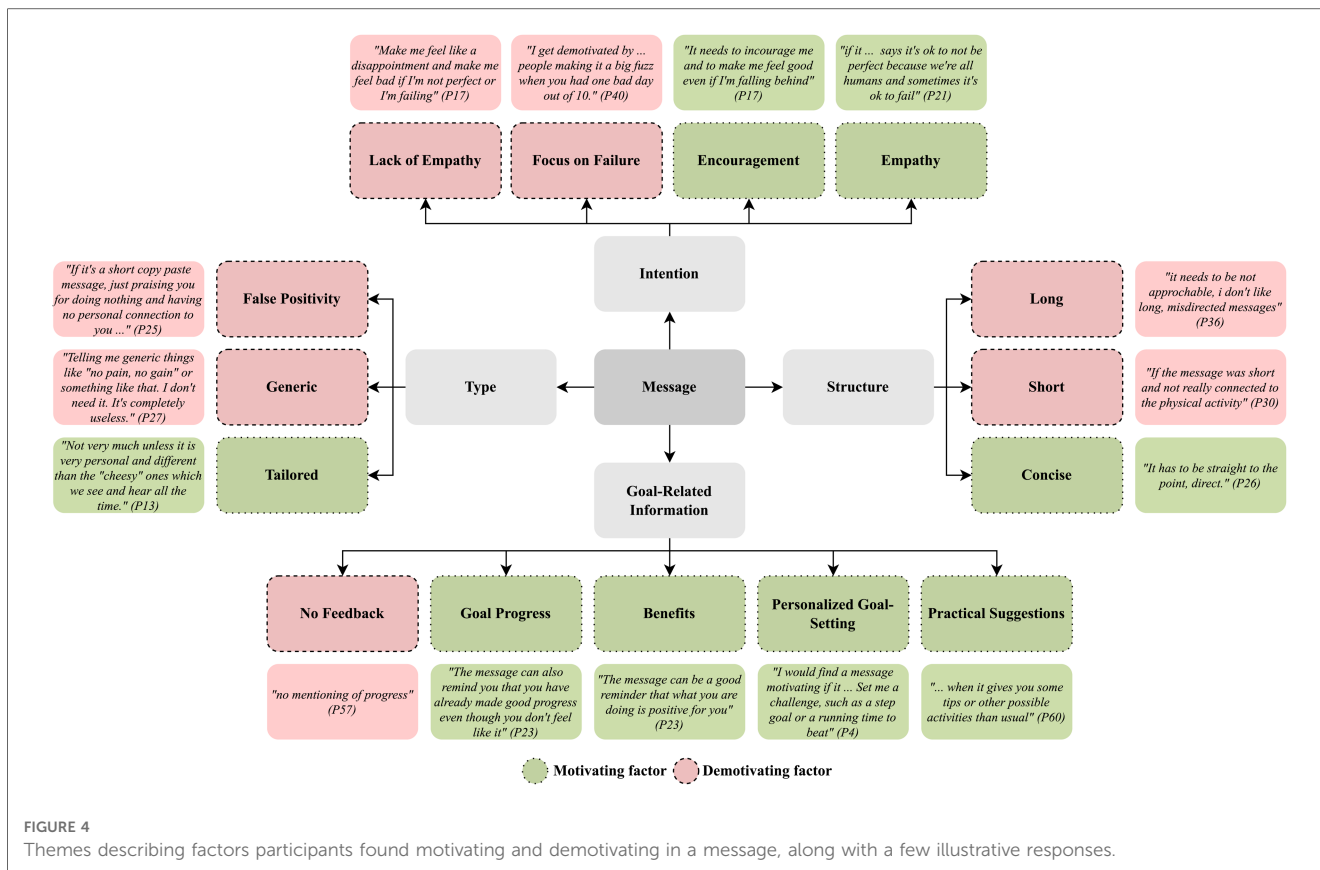 "Make me feel like a
disappointment and make me
feel bad if I'm not perfect or
I'm failing" (P17)
"I get demotivated by ...
people making it a big fuzz
when you had one bad day
out of 10." (P40)
"It needs to incourage me
and to make me feel good
even if I'm falling behind"
(P17)
"if it ... says it's ok to not be
perfect because we're all
humans and sometimes it's
ok to fail" (P21)
Lack of Empathy
Focus on Failure
Encouragement
Empathy
Intention
"If it's a short copy paste
message, just praising you
for doing nothing and having
no personal connection to
you ..." (P25)
False Positivity
"Telling me generic things
like "no pain, no gain" or
something like that. I don't
need it. It's completely
useless." (P27)
Generic
"Not very much unless it is
very personal and different
than the "cheesy" ones which
we see and hear all the
time." (P13)
Tailored
Type
Message
Structure
Long
"it needs to be not
approchable, i don't like
long, misdirected messages"
(P36)
Short
"If the message was short
and not really connected to
the physical activity" (P30)
Concise
"It has to be straight to the
point, direct." (P26)
Goal-Related
Information
No Feedback
Goal Progress
Benefits
Personalized Goal-
Setting
Practical Suggestions
"no mentioning of progress"
(P57)
"The message can also
remind you that you have
already made good progress
even though you don't feel
like it" (P23)
"The message can be a good
reminder that what you are
doing is positive for you"
(P23)
"I would find a message
motivating if it ... Set me a
challenge, such as a step
goal or a running time to
beat" (P4)
"... when it gives you some
tips or other possible
activities than usual" (P60)
Motivating factor
Demotivating factor
FIGURE 4
Themes describing factors participants found motivating and demotivating in a message, along with a few illustrative responses.